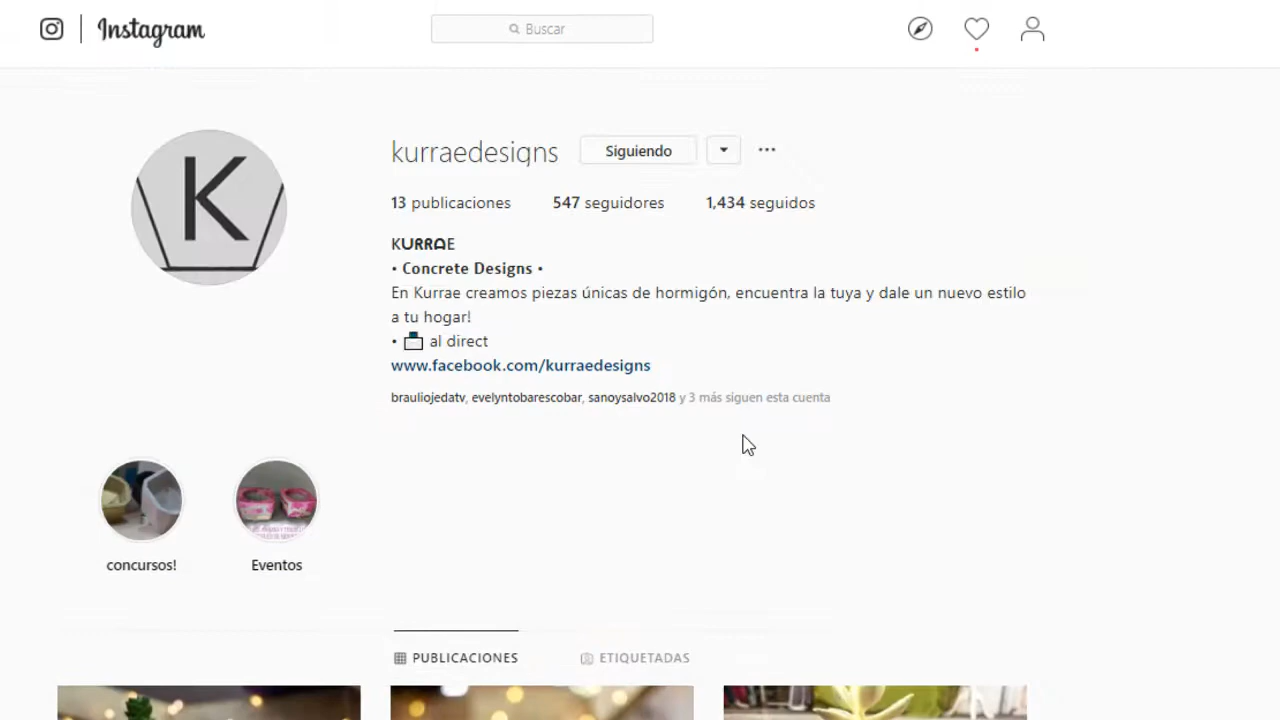 Instagram
Buscar
K
kurraedesigns Siguiendo
13 publicaciones 547 seguidores 1,434 seguidos
KURRAE
• Concrete Designs •
En Kurrae creamos piezas únicas de hormigón, encuentra la tuya y dale un nuevo estilo
a tu hogar!
• al direct
www.facebook.com/kurraedesigns
brauliojedatv, evelyntobarescobar, sanoysalvo2018 y 3 más siguen esta cuenta
concursos! Eventos
PUBLICACIONES ETIQUETADAS